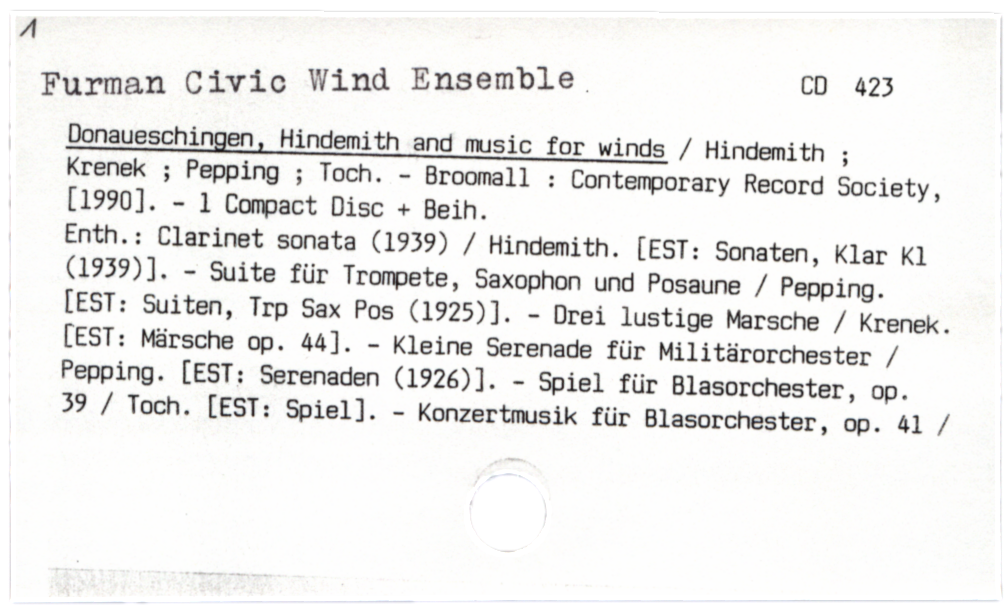 1
Furman Civic Wind Ensemble CD 423
Donaueschingen, Hindemith and music for winds / Hindemith ;
Krenek ; Pepping ; Toch. - Broomall : Contemporary Record Society,
[1990]. - 1 Compact Disc + Beih.
Enth.: Clarinet sonata (1939) / Hindemith. [EST: Sonaten, Klar Kl
(1939)]. - Suite für Trompete, Saxophon und Posaune / Pepping.
[EST: Suiten, Trp Sax Pos (1925)]. - Drei lustige Marsche / Krenek.
[EST: Märsche op. 44]. - Kleine Serenade für Militärorchester /
Pepping. [EST: Serenaden (1926)]. - Spiel für Blasorchester, op.
39 / Toch. [EST: Spiel]. - Konzertmusik für Blasorchester, op. 41 /